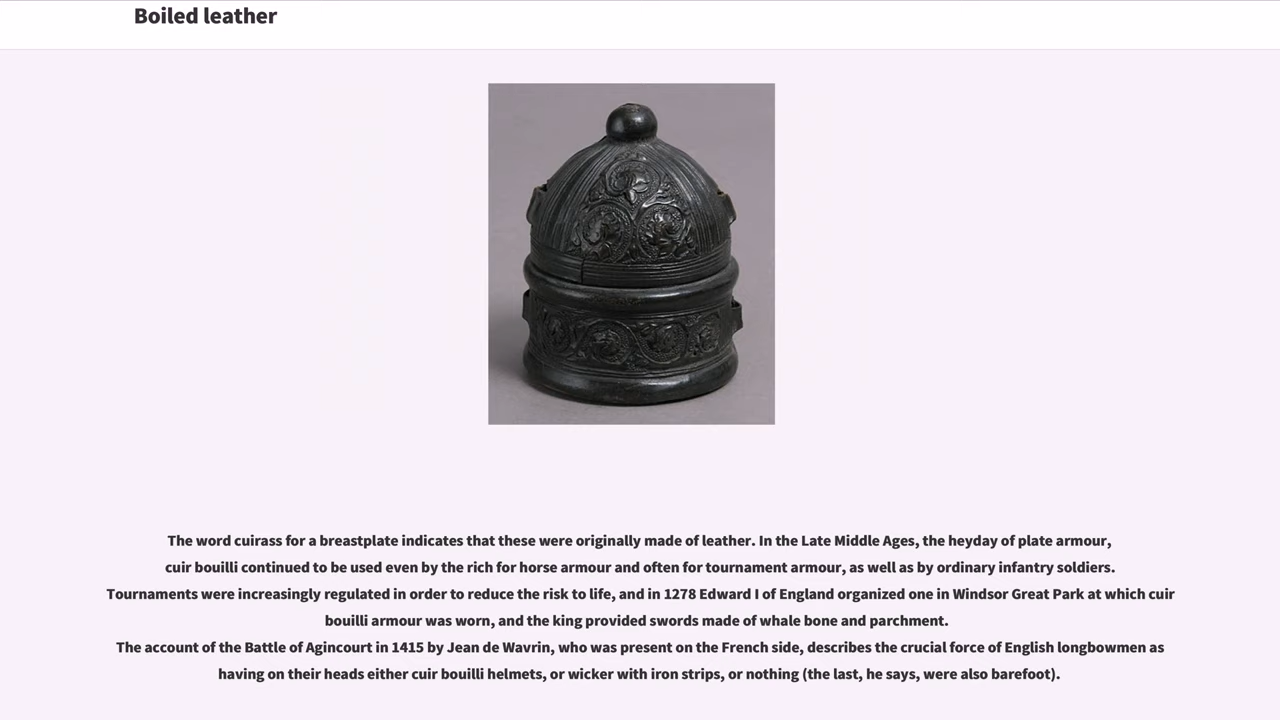 Boiled leather
The word cuirass for a breastplate indicates that these were originally made of leather. In the Late Middle Ages, the heyday of plate armour,
cuir bouilli continued to be used even by the rich for horse armour and often for tournament armour, as well as by ordinary infantry soldiers.
Tournaments were increasingly regulated in order to reduce the risk to life, and in 1278 Edward I of England organized one in Windsor Great Park at which cuir
bouilli armour was worn, and the king provided swords made of whale bone and parchment.
The account of the Battle of Agincourt in 1415 by Jean de Wavrin, who was present on the French side, describes the crucial force of English longbowmen as
having on their heads either cuir bouilli helmets, or wicker with iron strips, or nothing (the last, he says, were also barefoot).